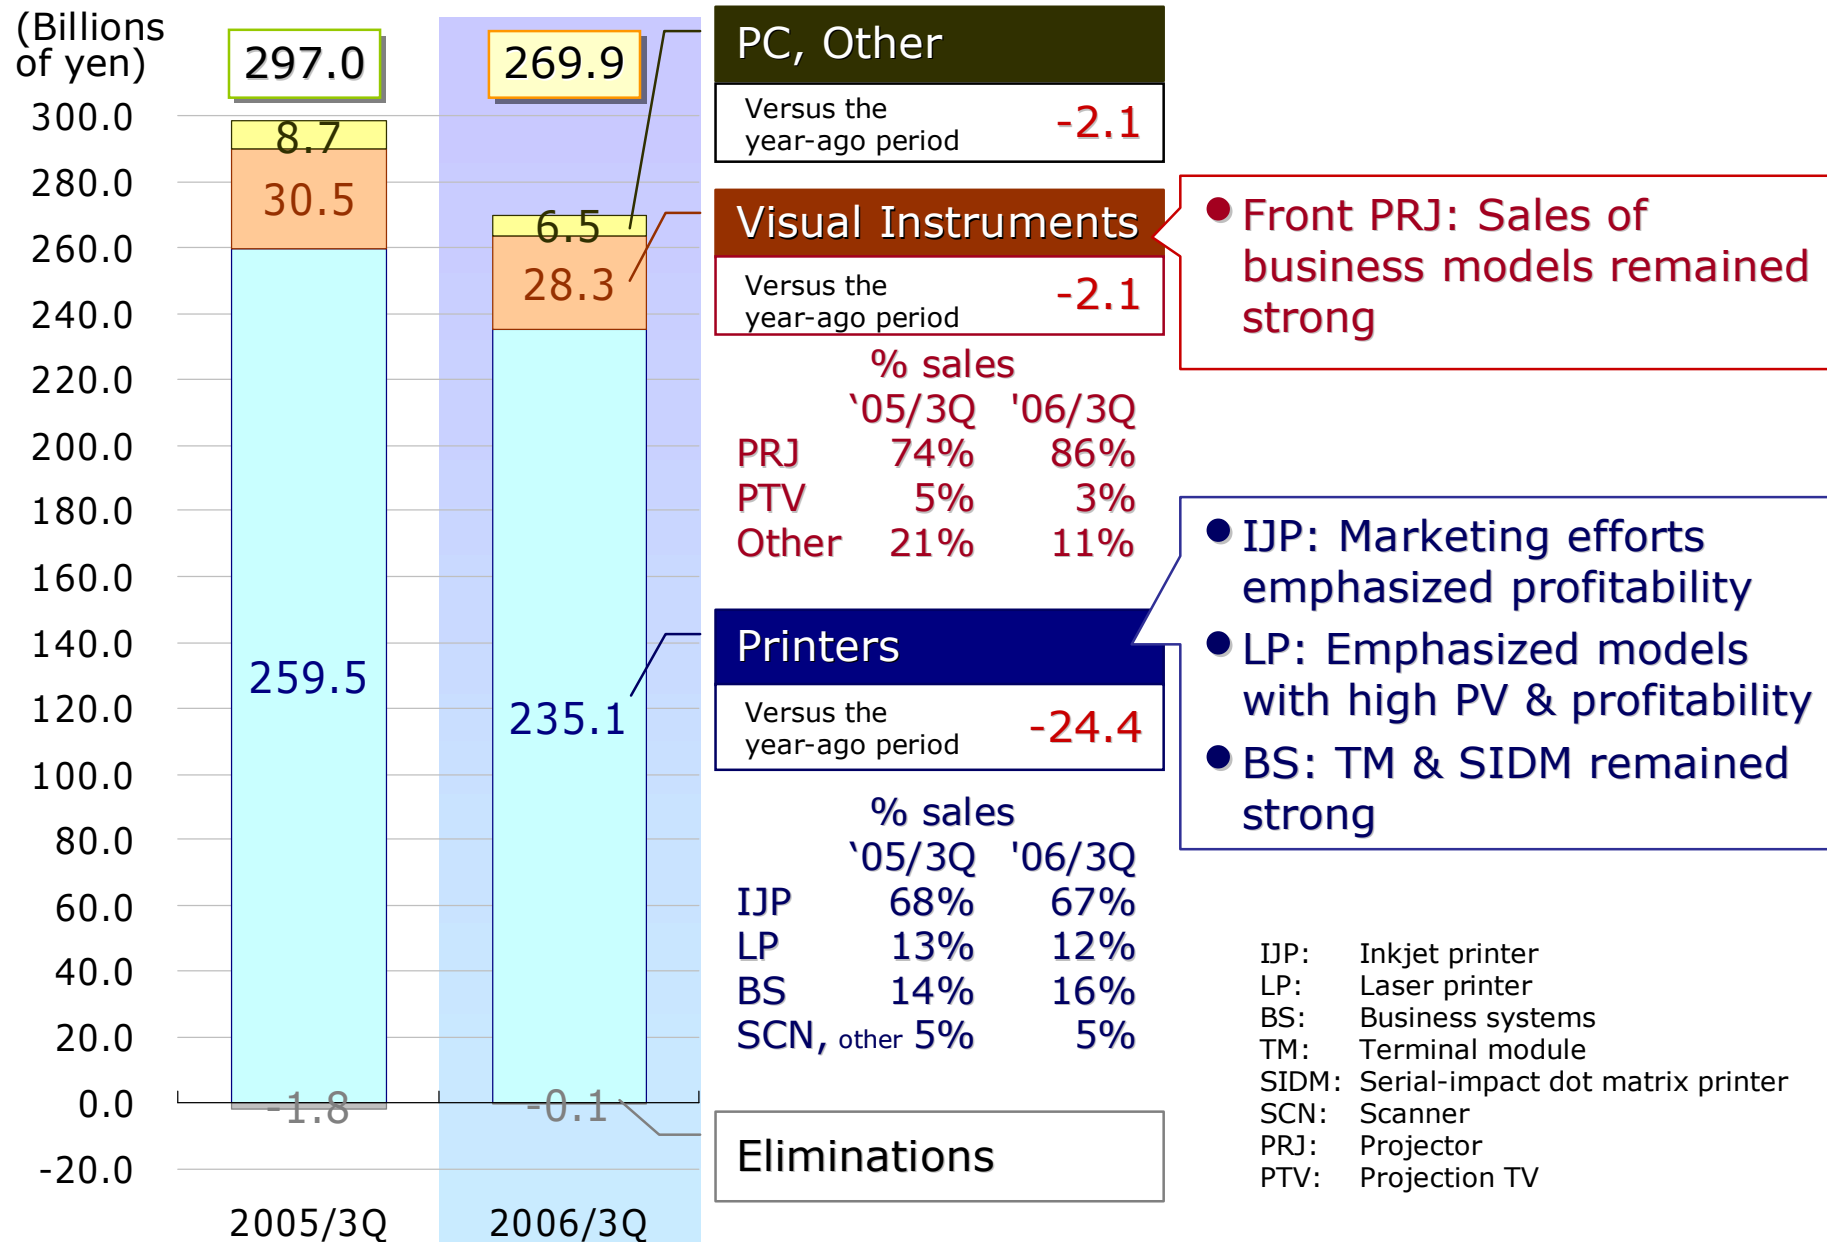 (Billions
of yen)
297.0
269.9
300.0
280.0
260.0
240.0
220.0
200.0
180.0
160.0
140.0
120.0
100.0
80.0
60.0
40.0
20.0
0.0
-20.0
8.7
30.5
259.5
-1.8
6.5
28.3
235.1
-0.1
2005/3Q
2006/3Q
PC, Other
Versus the
year-ago period
-2.1
Visual Instruments
Versus the
year-ago period
-2.1
% sales
‘05/3Q '06/3Q
PRJ 74% 86%
PTV 5% 3%
Other 21% 11%
Printers
Versus the
year-ago period
-24.4
% sales
‘05/3Q '06/3Q
IJP 68% 67%
LP 13% 12%
BS 14% 16%
SCN, other 5% 5%
Eliminations
● Front PRJ: Sales of
business models remained
strong
● IJP: Marketing efforts
emphasized profitability
● LP: Emphasized models
with high PV & profitability
● BS: TM & SIDM remained
strong
IJP: Inkjet printer
LP: Laser printer
BS: Business systems
TM: Terminal module
SIDM: Serial-impact dot matrix printer
SCN: Scanner
PRJ: Projector
PTV: Projection TV